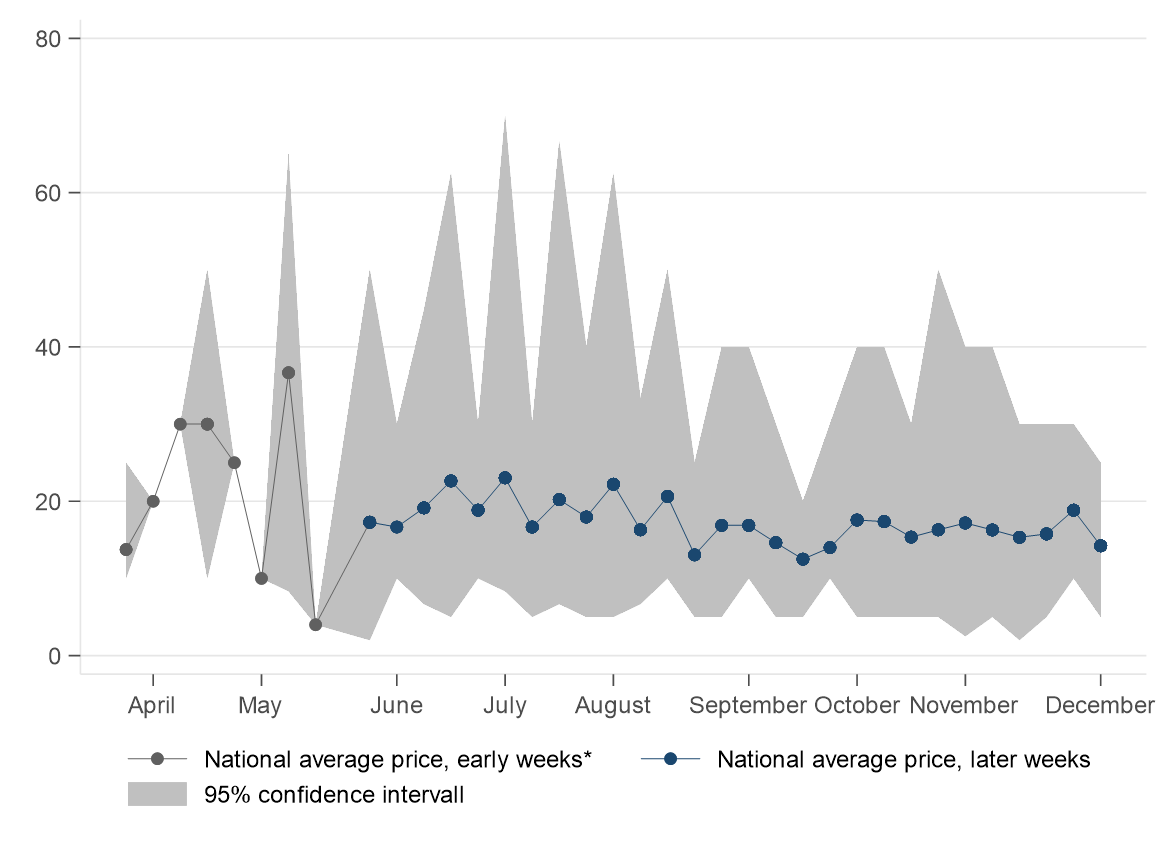 80
60
40
20
0
April May June July August September October November December
National average price, early weeks* National average price, later weeks
95% confidence intervall